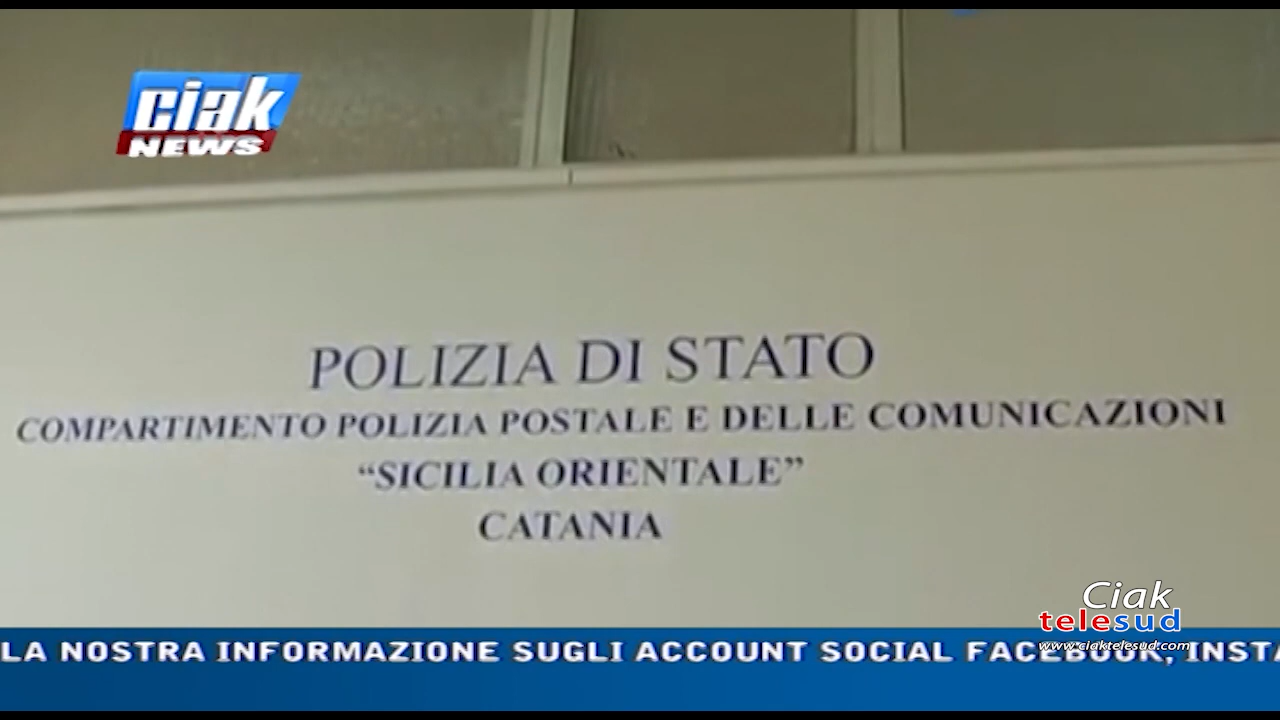 ciak
NEWS
POLIZIA DI STATO
COMPARTIMENTO POLIZIA POSTALE E DELLE COMUNICAZIONI
“SICILIA ORIENTALE”
CATANIA
Ciak
telesud
www.ciaktelesud.com
LA NOSTRA INFORMAZIONE SUGLI ACCOUNT SOCIAL FACEBOOK, INSTA